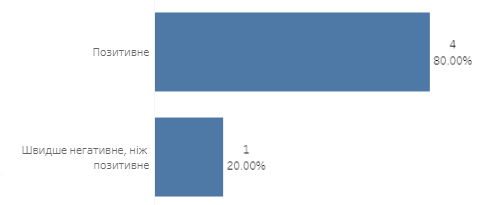 Позитивне
4
80.00%
Швидше негативне, ніж
позитивне
1
20.00%